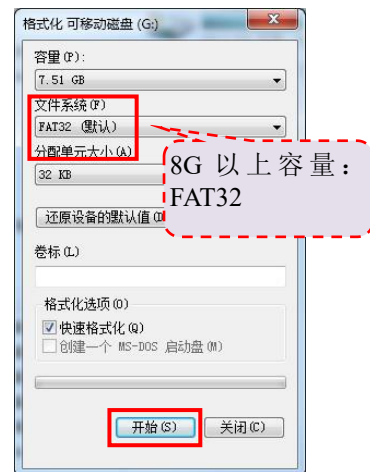 格式化 可移动磁盘 (G:)
容量(P):
7.51 GB
文件系统(F)
FAT32 (默认)
分配单元大小(A)
32 KB
8G 以上容量：
FAT32
还原设备的默认值(D)
卷标(L)
格式化选项(O)
快速格式化(Q)
创建一个 MS-DOS 启动盘(M)
开始(S)
关闭(C)